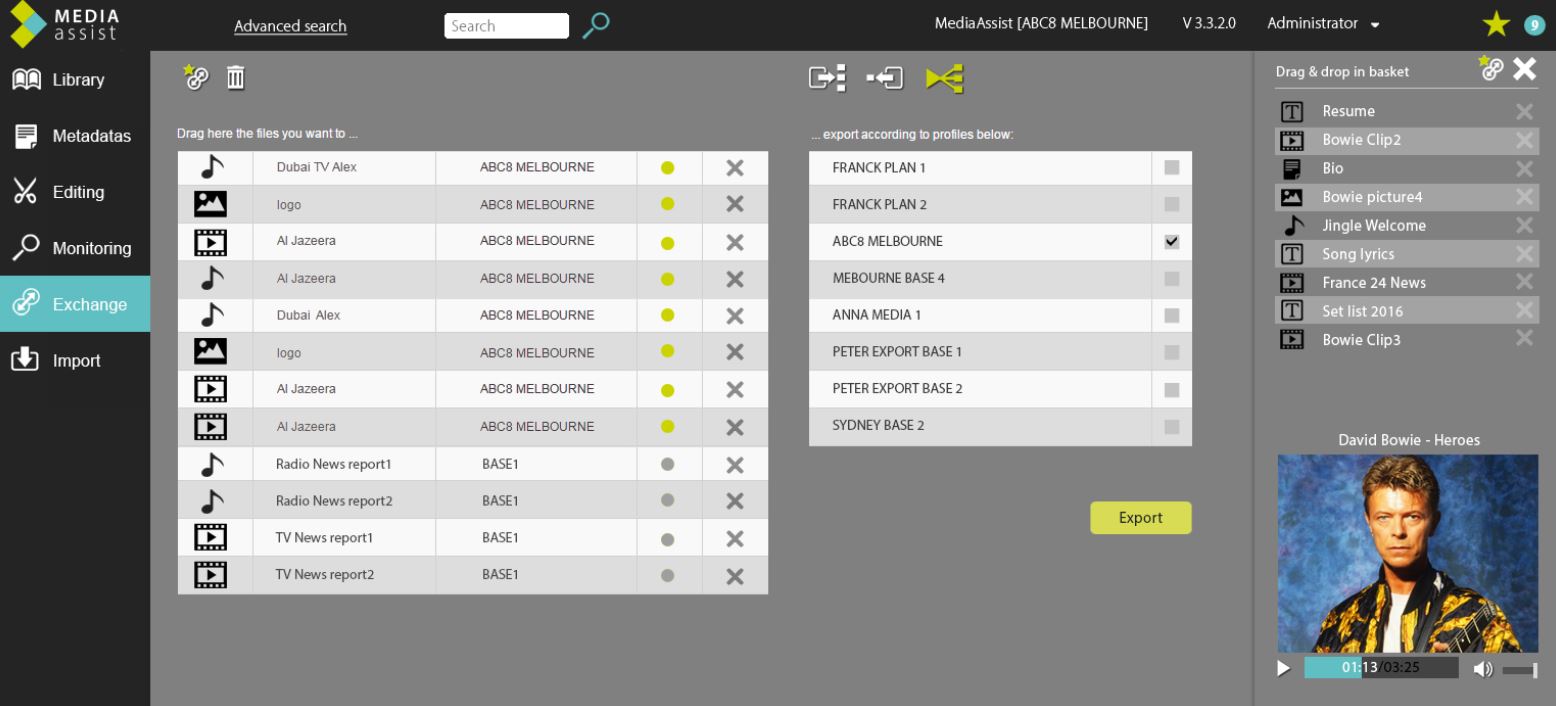 MEDIA
assist
Advanced search
Search
MediaAssist [ABC8 MELBOURNE]
V 3.3.2.0
Administrator
9
Library
Metadatas
Editing
Monitoring
Exchange
Import
Drag here the files you want to ...
Dubai TV Alex ABC8 MELBOURNE
logo ABC8 MELBOURNE
Al Jazeera ABC8 MELBOURNE
Al Jazeera ABC8 MELBOURNE
Dubai Alex ABC8 MELBOURNE
logo ABC8 MELBOURNE
Al Jazeera ABC8 MELBOURNE
Al Jazeera ABC8 MELBOURNE
Radio News report1 BASE1
Radio News report2 BASE1
TV News report1 BASE1
TV News report2 BASE1
... export according to profiles below:
FRANCK PLAN 1
FRANCK PLAN 2
ABC8 MELBOURNE
MEBOURNE BASE 4
ANNA MEDIA 1
PETER EXPORT BASE 1
PETER EXPORT BASE 2
SYDNEY BASE 2
Export
Drag & drop in basket
T Resume
Bowie Clip2
Bio
Bowie picture4
Jingle Welcome
T Song lyrics
France 24 News
T Set list 2016
Bowie Clip3
David Bowie - Heroes
01:13/03:25